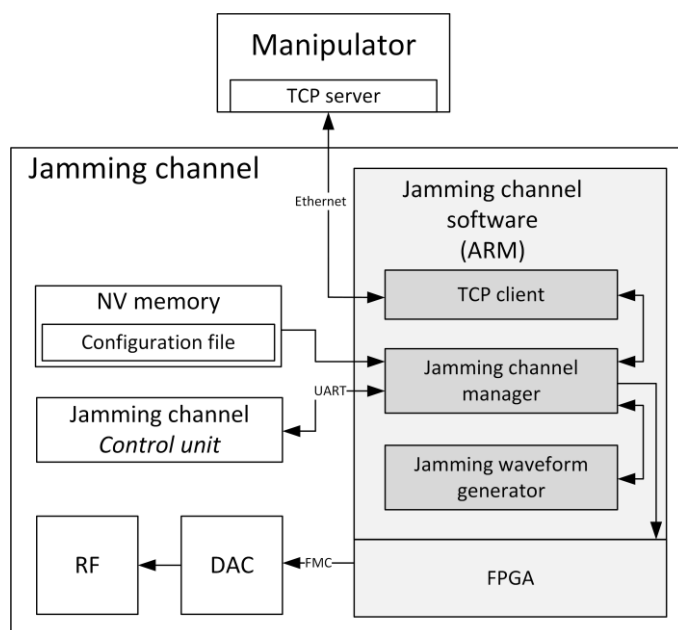 Manipulator
TCP server
Jamming channel
Ethernet
Jamming channel
software
(ARM)
TCP client
NV memory
Configuration file
Jamming channel
manager
UART
Jamming channel
Control unit
Jamming waveform
generator
RF
DAC
FMC
FPGA